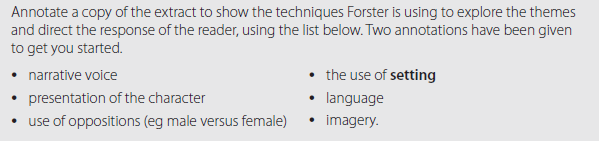 Annotate a copy of the extract to show the techniques Forster is using to explore the themes
and direct the response of the reader, using the list below. Two annotations have been given
to get you started.
• narrative voice
• presentation of the character
• use of oppositions (eg male versus female)
• the use of setting
• language
• imagery.